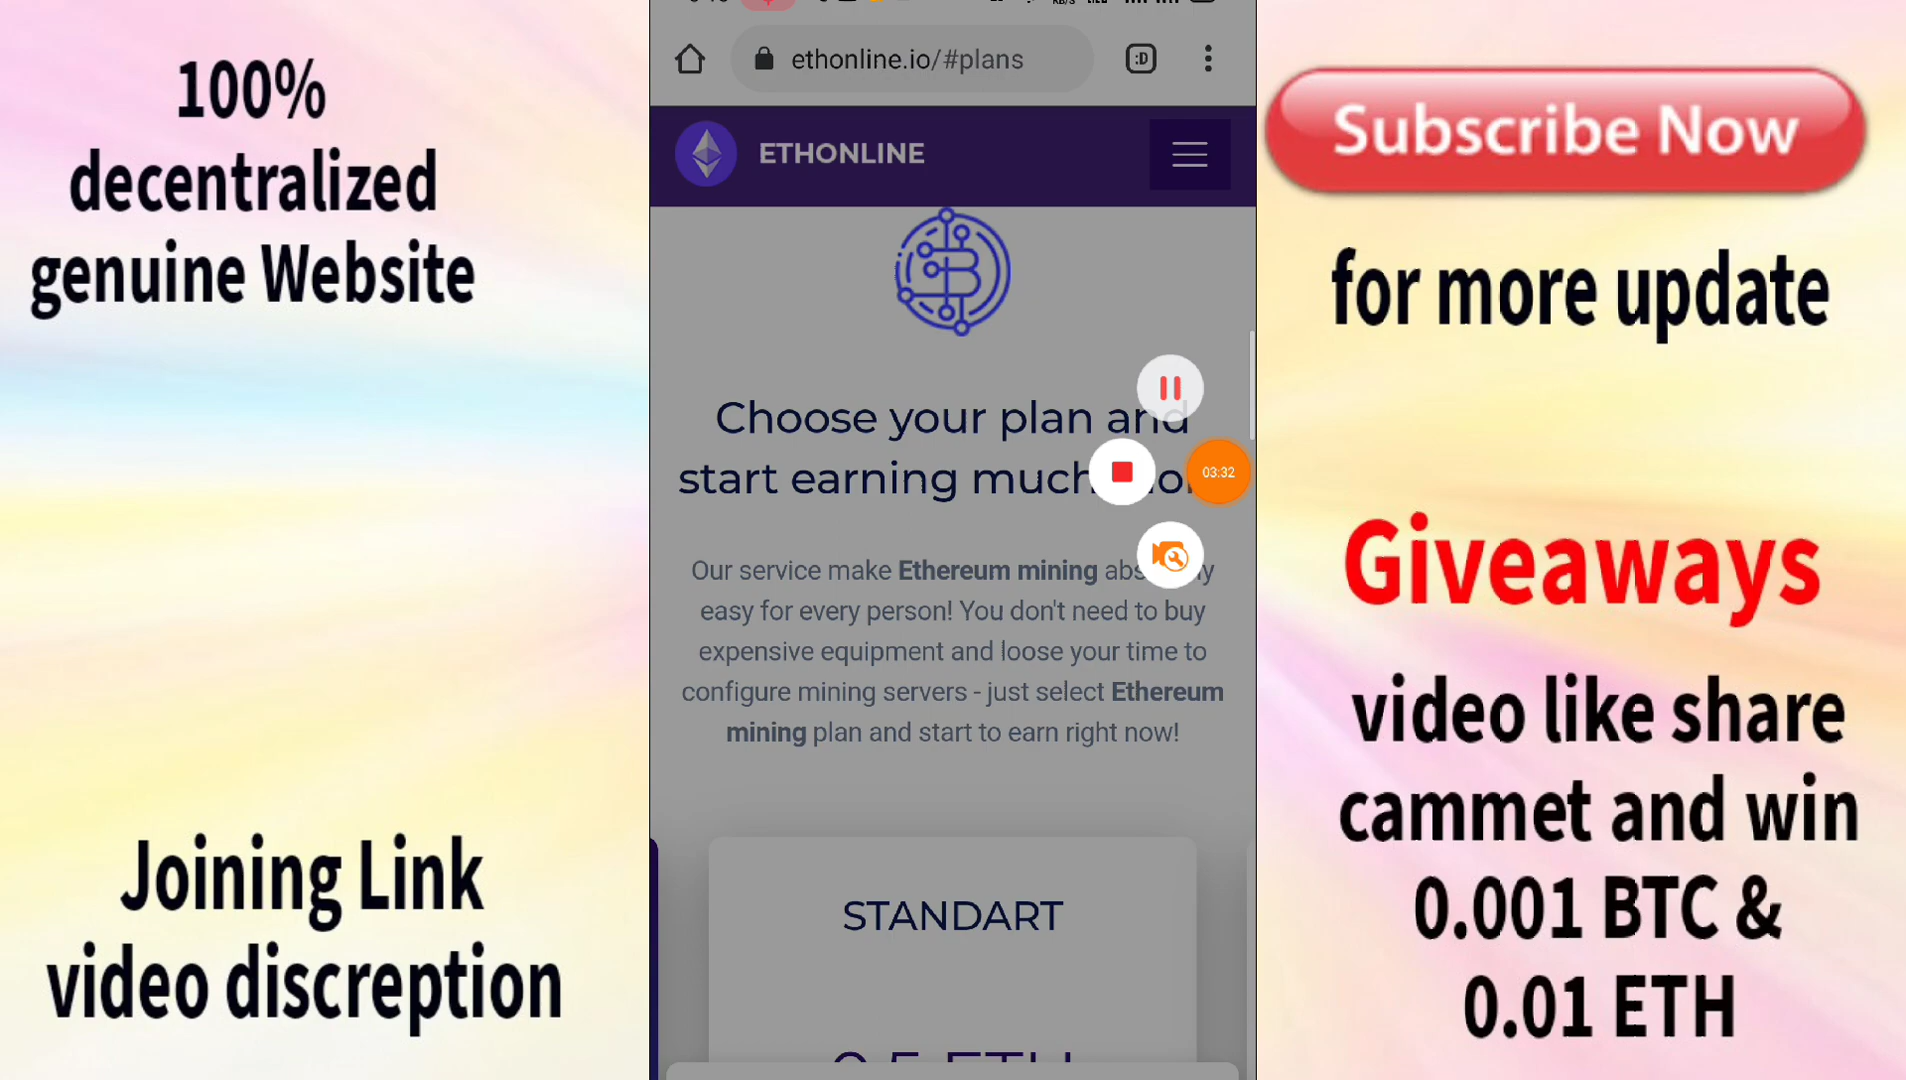 100%
decentralized
genuine Website
Joining Link
video discreption
ethonline.io/#plans
ETHONLINE
Choose your plan and
start earning much
Our service make Ethereum mining
easy for every person! You don't need to buy
expensive equipment and loose your time to
configure mining servers - just select Ethereum
mining plan and start to earn right now!
03:32
STANDART
Subscribe Now
for more update
Giveaways
video like share
cammet and win
0.001 BTC &
0.01 ETH